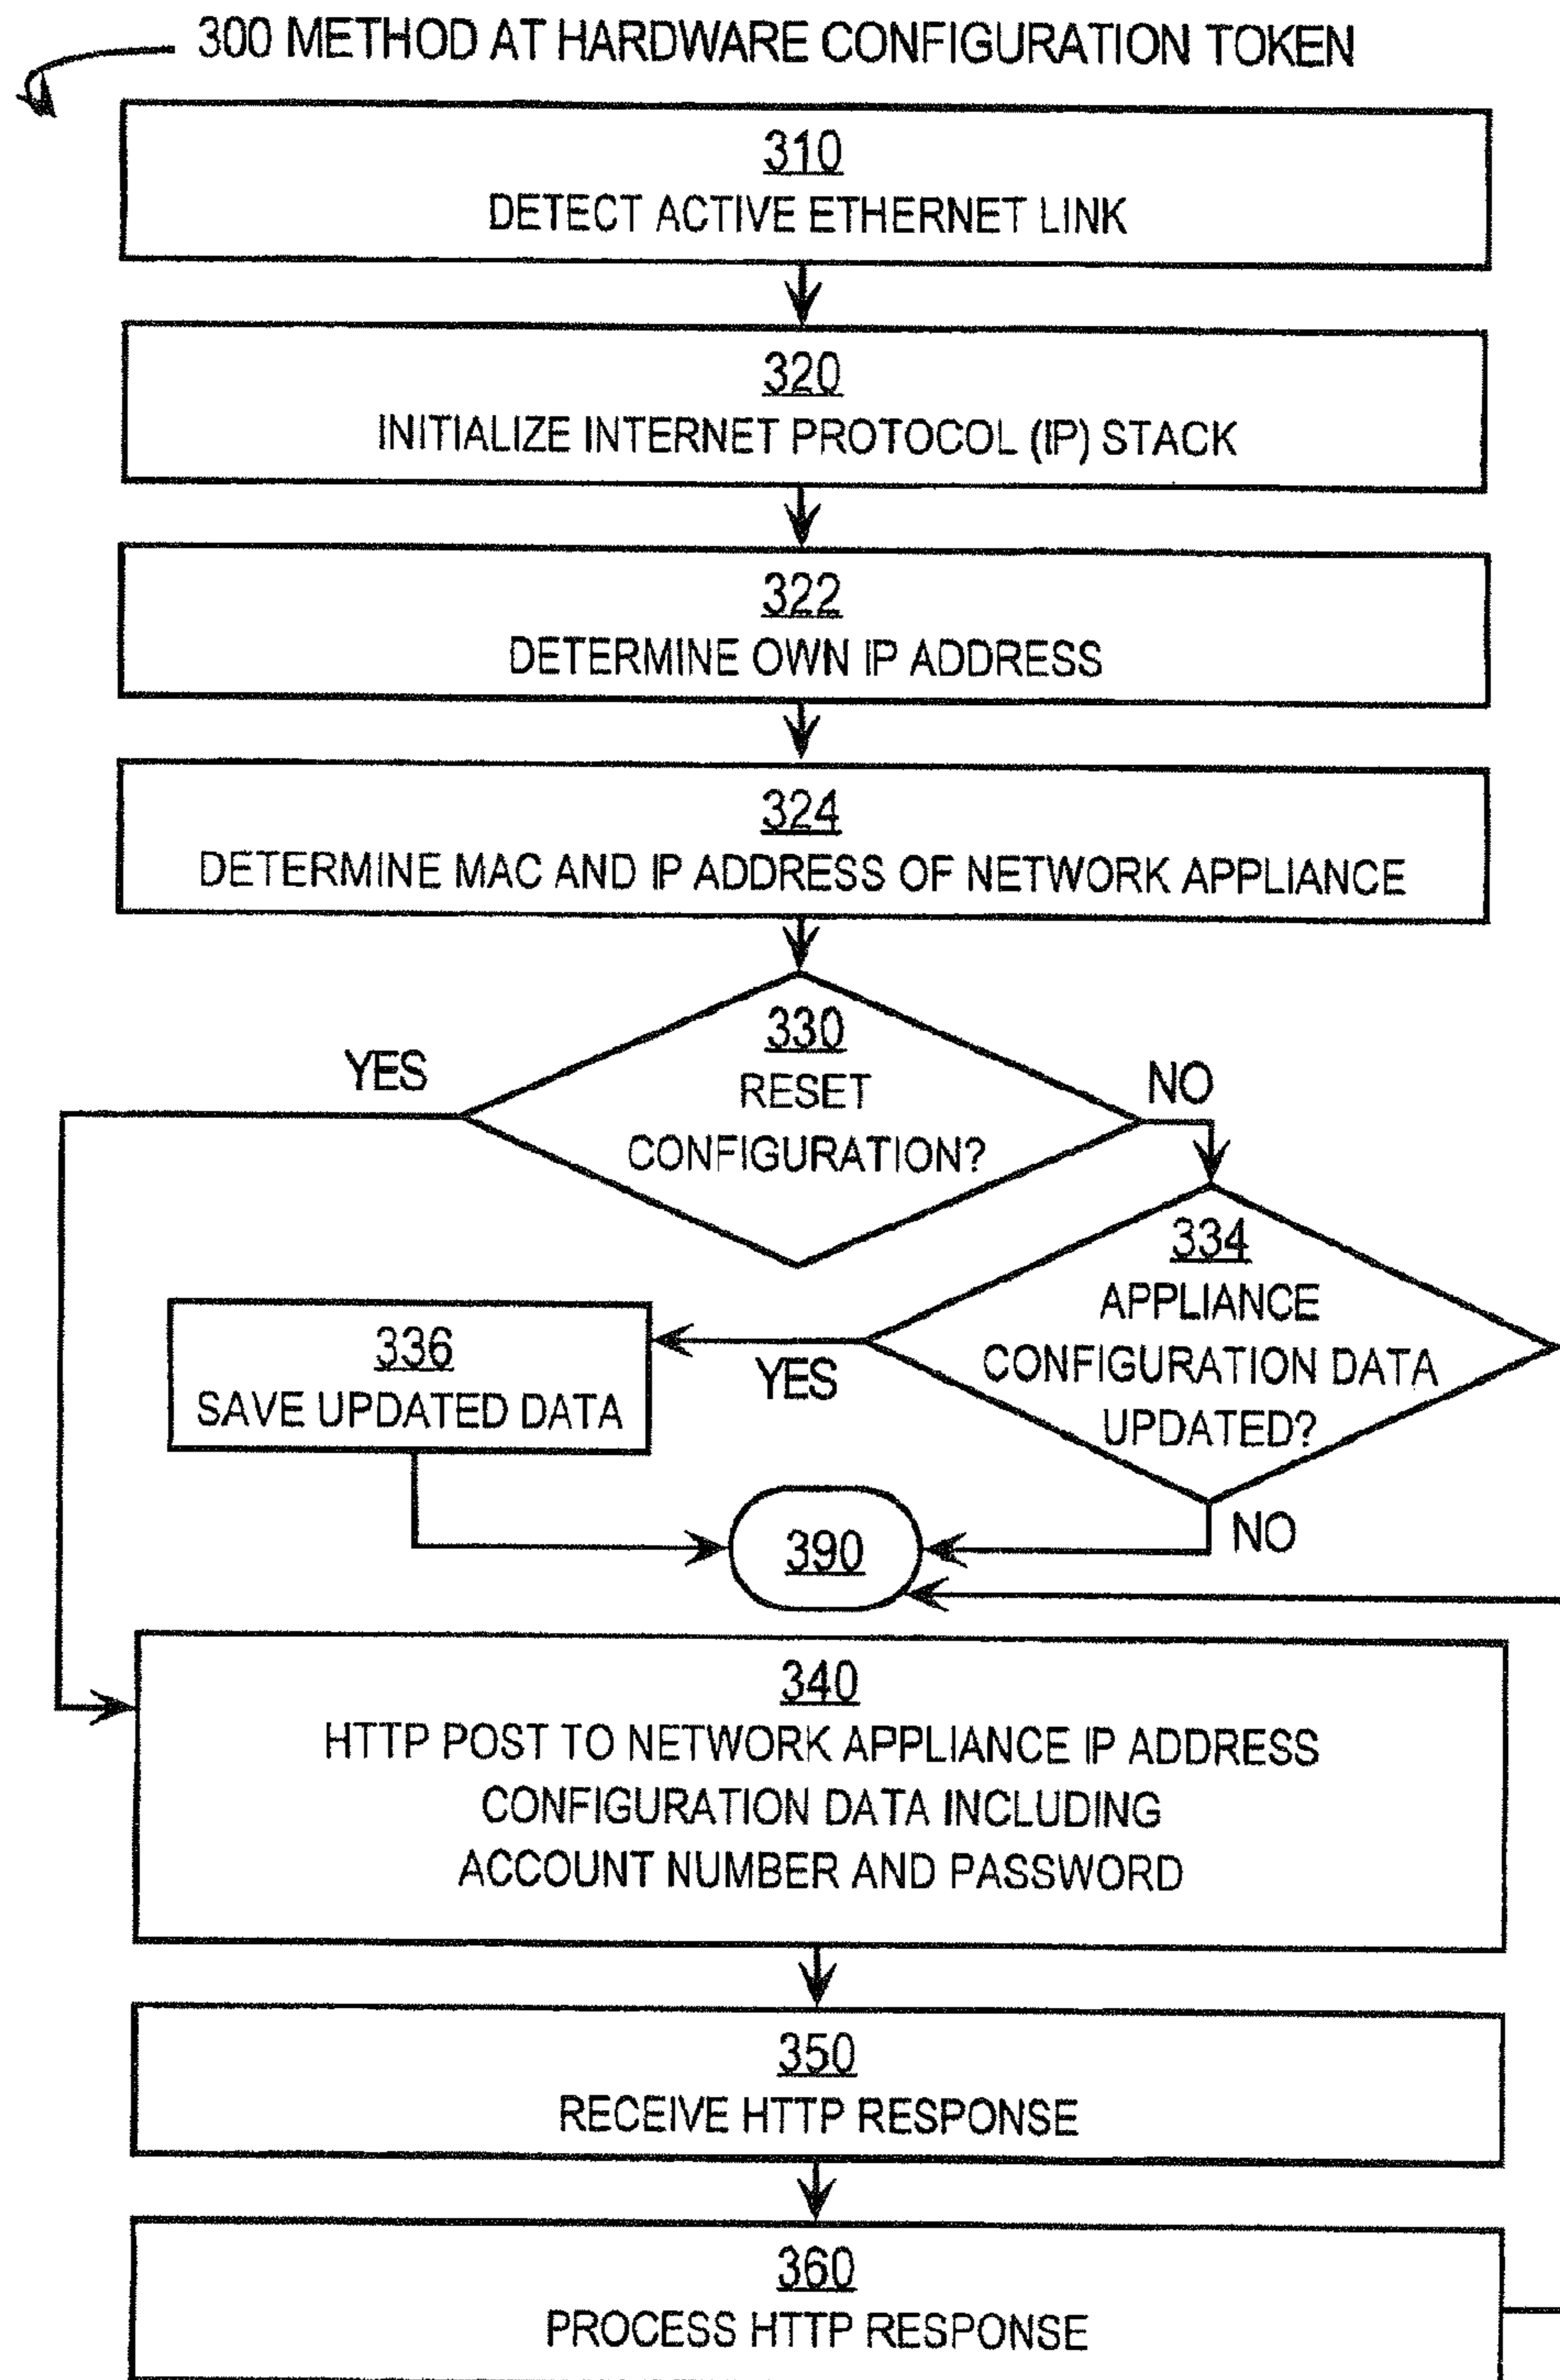 300 METHOD AT HARDWARE CONFIGURATION TOKEN
310
DETECT ACTIVE ETHERNET LINK
320
INITIALIZE INTERNET PROTOCOL (IP) STACK
322
DETERMINE OWN IP ADDRESS
324
DETERMINE MAC AND IP ADDRESS OF NETWORK APPLIANCE
330
RESET
CONFIGURATION?
YES
NO
334
APPLIANCE
CONFIGURATION DATA
UPDATED?
YES
NO
336
SAVE UPDATED DATA
390
340
HTTP POST TO NETWORK APPLIANCE IP ADDRESS
CONFIGURATION DATA INCLUDING
ACCOUNT NUMBER AND PASSWORD
350
RECEIVE HTTP RESPONSE
360
PROCESS HTTP RESPONSE